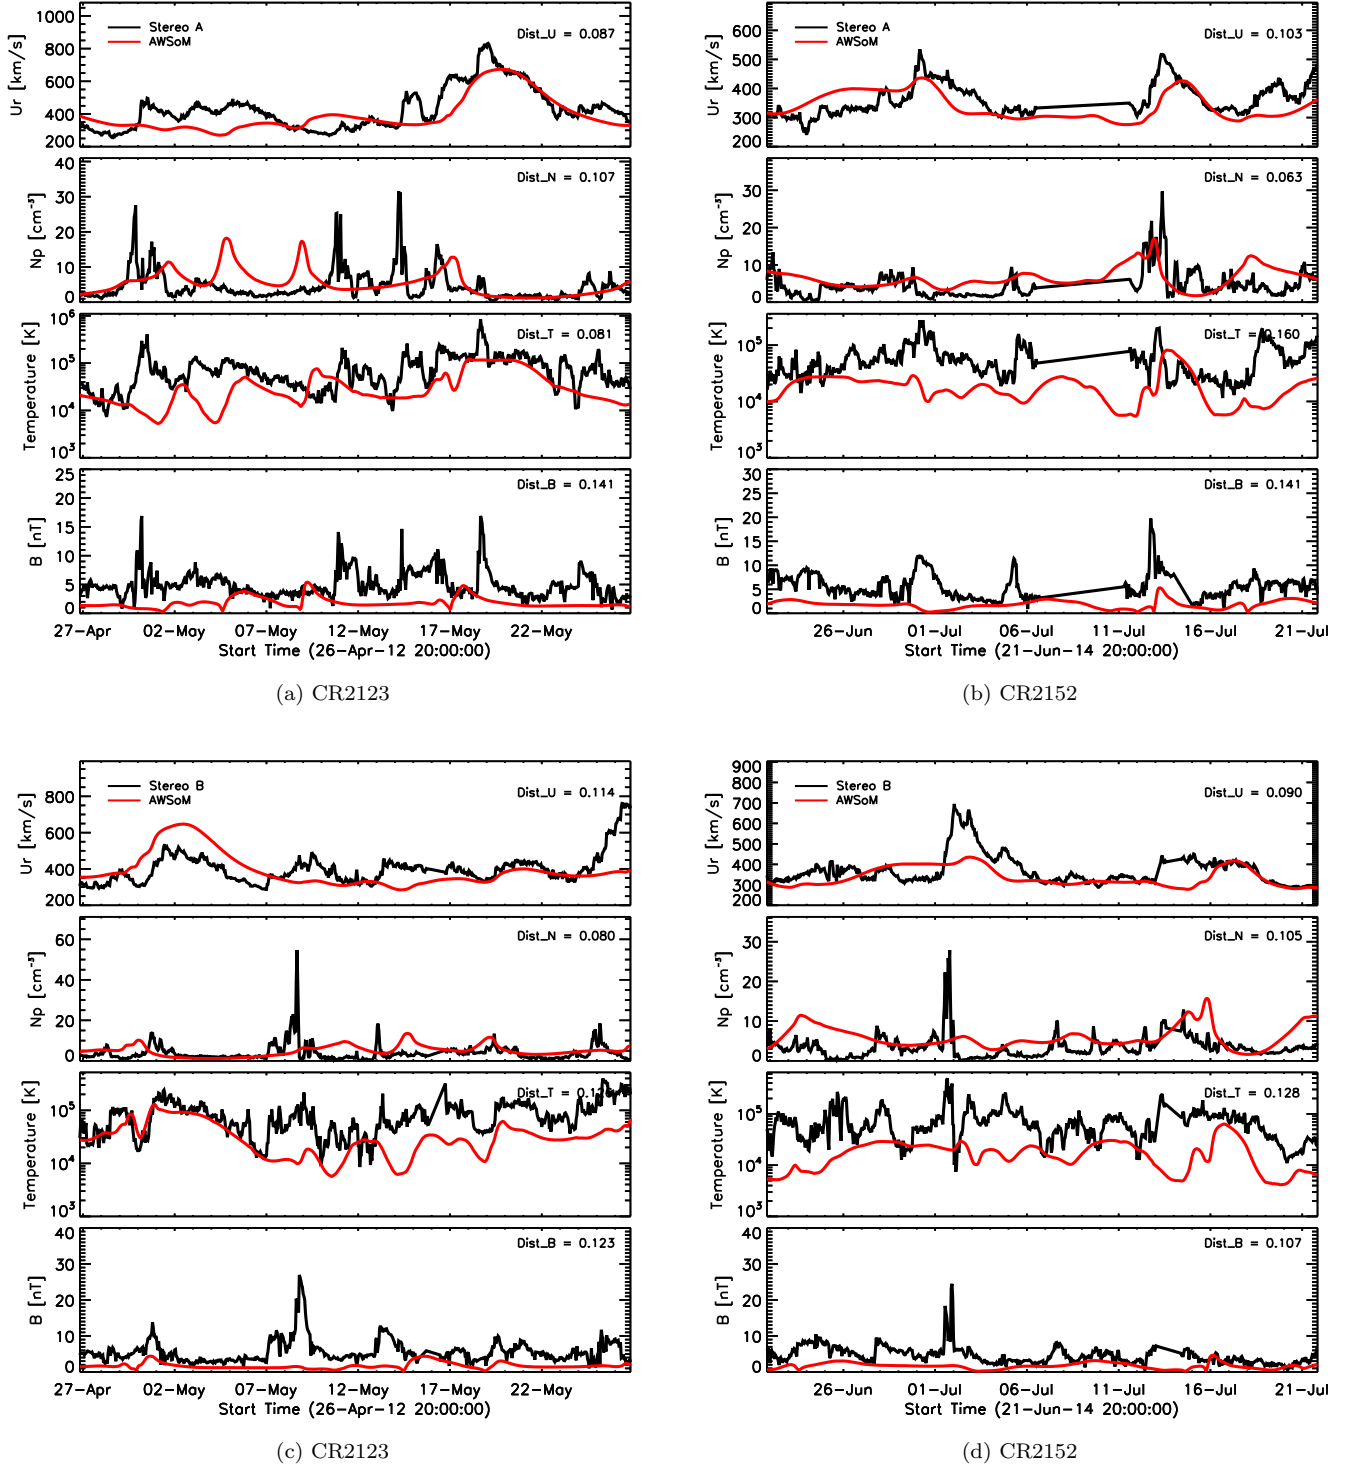 Stereo A
AWSoM
Dist_U = 0.087
Ur [km/s]
1000
800
600
400
200
Dist_N = 0.107
Np [cm⁻³]
40
30
20
10
0
Dist_T = 0.081
Temperature [K]
10⁶
10⁵
10⁴
10³
Dist_B = 0.141
B [nT]
25
20
15
10
5
0
27-Apr 02-May 07-May 12-May 17-May 22-May
Start Time (26-Apr-12 20:00:00)
(a) CR2123
Stereo A
AWSoM
Dist_U = 0.103
Ur [km/s]
600
500
400
300
200
Dist_N = 0.063
Np [cm⁻³]
30
20
10
0
Dist_T = 0.160
Temperature [K]
10⁵
10⁴
10³
Dist_B = 0.141
B [nT]
30
25
20
15
10
5
0
26-Jun 01-Jul 06-Jul 11-Jul 16-Jul 21-Jul
Start Time (21-Jun-14 20:00:00)
(b) CR2152
Stereo B
AWSoM
Dist_U = 0.114
Ur [km/s]
800
600
400
200
Dist_N = 0.080
Np [cm⁻³]
60
40
20
0
Dist_T =
Temperature [K]
10⁵
10⁴
10³
Dist_B = 0.123
B [nT]
40
30
20
10
0
27-Apr 02-May 07-May 12-May 17-May 22-May
Start Time (26-Apr-12 20:00:00)
(c) CR2123
Stereo B
AWSoM
Dist_U = 0.090
Ur [km/s]
900
800
700
600
500
400
300
200
Dist_N = 0.105
Np [cm⁻³]
30
20
10
0
Dist_T = 0.128
Temperature [K]
10⁵
10⁴
10³
Dist_B = 0.107
B [nT]
40
30
20
10
0
26-Jun 01-Jul 06-Jul 11-Jul 16-Jul 21-Jul
Start Time (21-Jun-14 20:00:00)
(d) CR2152